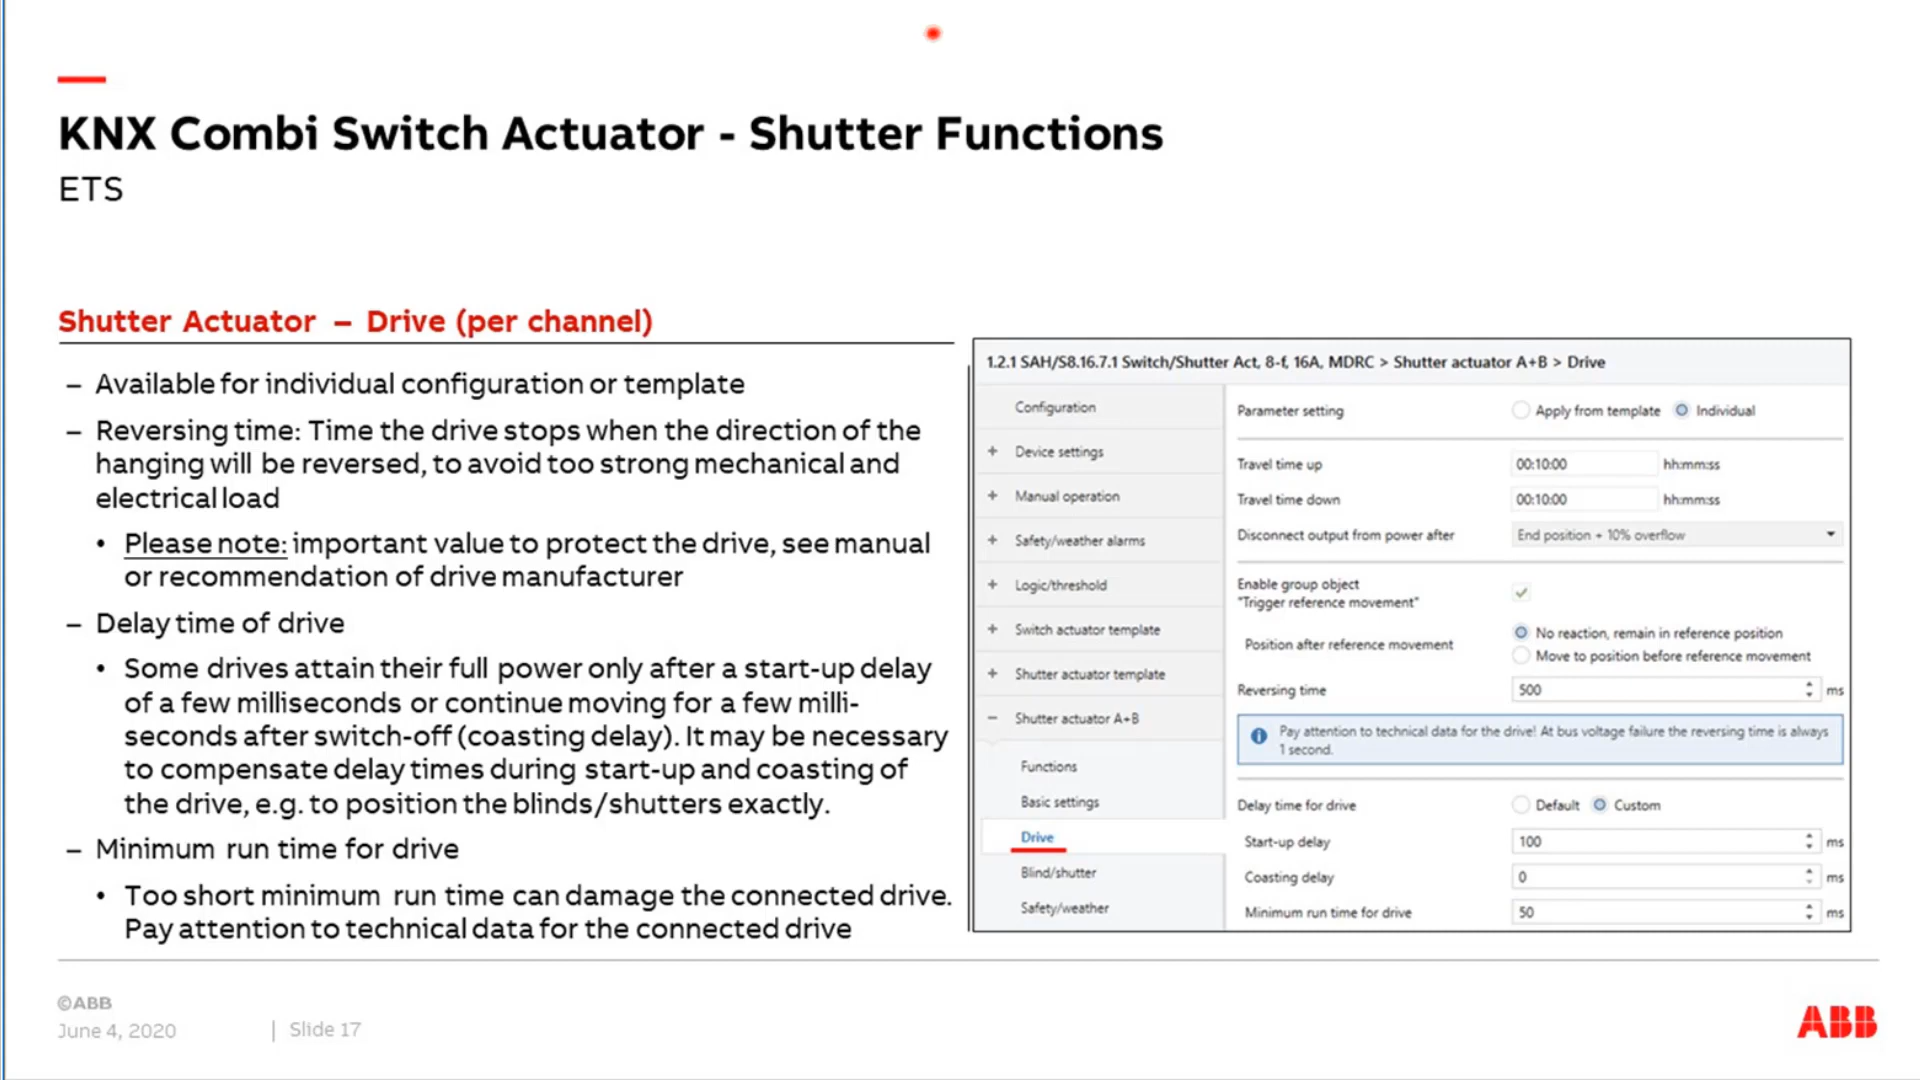 KNX Combi Switch Actuator - Shutter Functions
ETS
Shutter Actuator – Drive (per channel)
– Available for individual configuration or template
– Reversing time: Time the drive stops when the direction of the
hanging will be reversed, to avoid too strong mechanical and
electrical load
• Please note: important value to protect the drive, see manual
or recommendation of drive manufacturer
– Delay time of drive
• Some drives attain their full power only after a start-up delay
of a few milliseconds or continue moving for a few milli-
seconds after switch-off (coasting delay). It may be necessary
to compensate delay times during start-up and coasting of
the drive, e.g. to position the blinds/shutters exactly.
– Minimum run time for drive
• Too short minimum run time can damage the connected drive.
Pay attention to technical data for the connected drive
1.2.1 SAH/S8.16.7.1 Switch/Shutter Act, 8-f, 16A, MDRC > Shutter actuator A+B > Drive
Configuration
+ Device settings
+ Manual operation
+ Safety/weather alarms
+ Logic/threshold
+ Switch actuator template
+ Shutter actuator template
– Shutter actuator A+B
Functions
Basic settings
Drive
Blind/shutter
Safety/weather
Parameter setting Apply from template Individual
Travel time up 00:10:00 hh:mm:ss
Travel time down 00:10:00 hh:mm:ss
Disconnect output from power after End position + 10% overflow
Enable group object
"Trigger reference movement"
Position after reference movement No reaction, remain in reference position
Move to position before reference movement
Reversing time 500 ms
Pay attention to technical data for the drive! At bus voltage failure the reversing time is always
1 second.
Delay time for drive Default Custom
Start-up delay 100 ms
Coasting delay 0 ms
Minimum run time for drive 50 ms
©ABB
June 4, 2020 | Slide 17
ABB